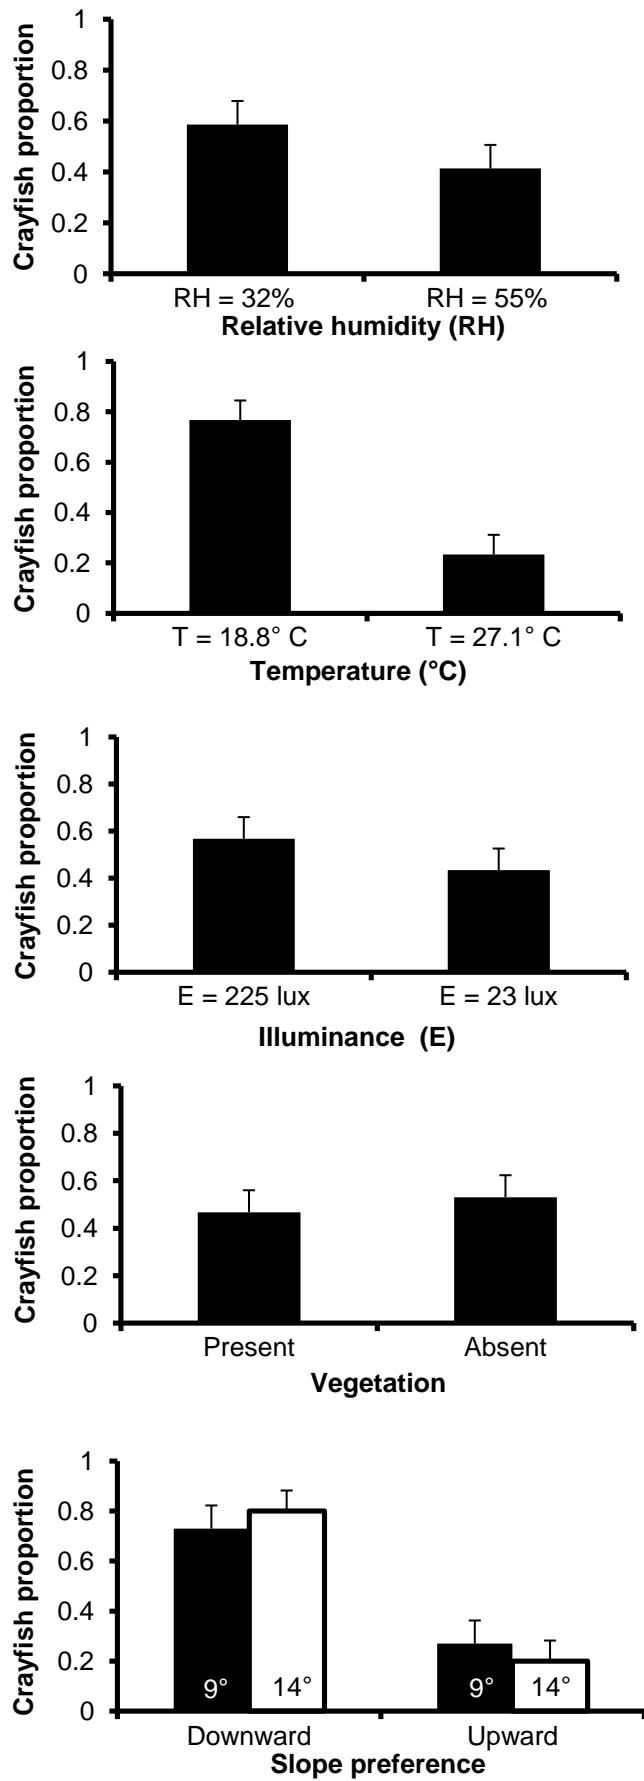 Crayfish proportion
1
0.8
0.6
0.4
0.2
0
RH = 32%
RH = 55%
Relative humidity (RH)
Crayfish proportion
1
0.8
0.6
0.4
0.2
0
T = 18.8° C
T = 27.1° C
Temperature (°C)
Crayfish proportion
1
0.8
0.6
0.4
0.2
0
E = 225 lux
E = 23 lux
Illuminance (E)
Crayfish proportion
1
0.8
0.6
0.4
0.2
0
Present
Absent
Vegetation
Crayfish proportion
1
0.8
0.6
0.4
0.2
0
9°
14°
9°
14°
Downward
Upward
Slope preference